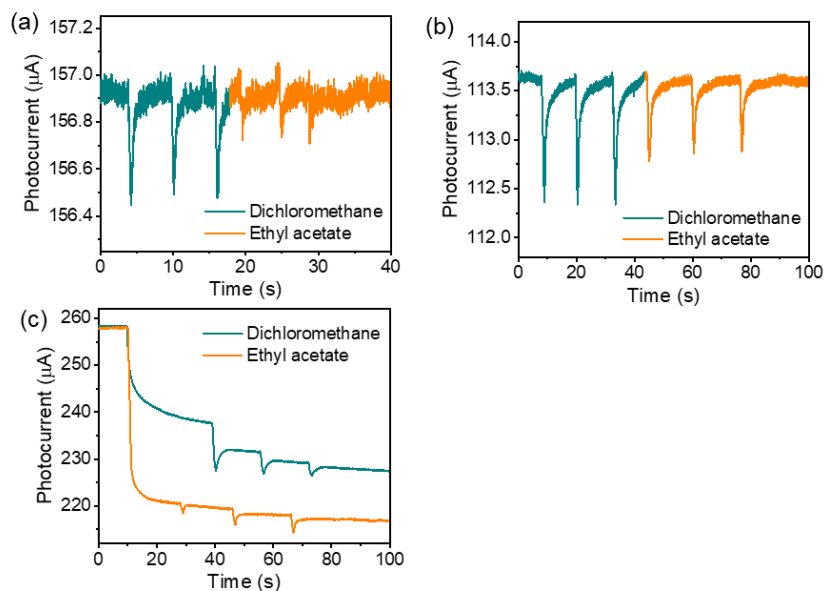 (a)
157.2
157.0
156.8
156.6
156.4
Photocurrent (μA)
Dichloromethane
Ethyl acetate
0 10 20 30 40
Time (s)
(b)
114.0
113.5
113.0
112.5
112.0
Photocurrent (μA)
Dichloromethane
Ethyl acetate
0 20 40 60 80 100
Time (s)
(c)
260
250
240
230
220
Photocurrent (μA)
Dichloromethane
Ethyl acetate
0 20 40 60 80 100
Time (s)